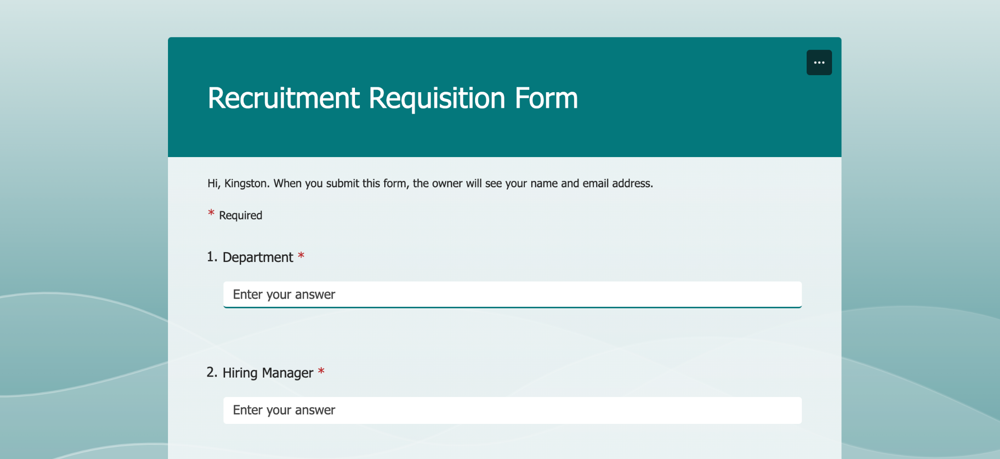 Recruitment Requisition Form
Hi, Kingston. When you submit this form, the owner will see your name and email address.
* Required
1. Department *
Enter your answer
2. Hiring Manager *
Enter your answer